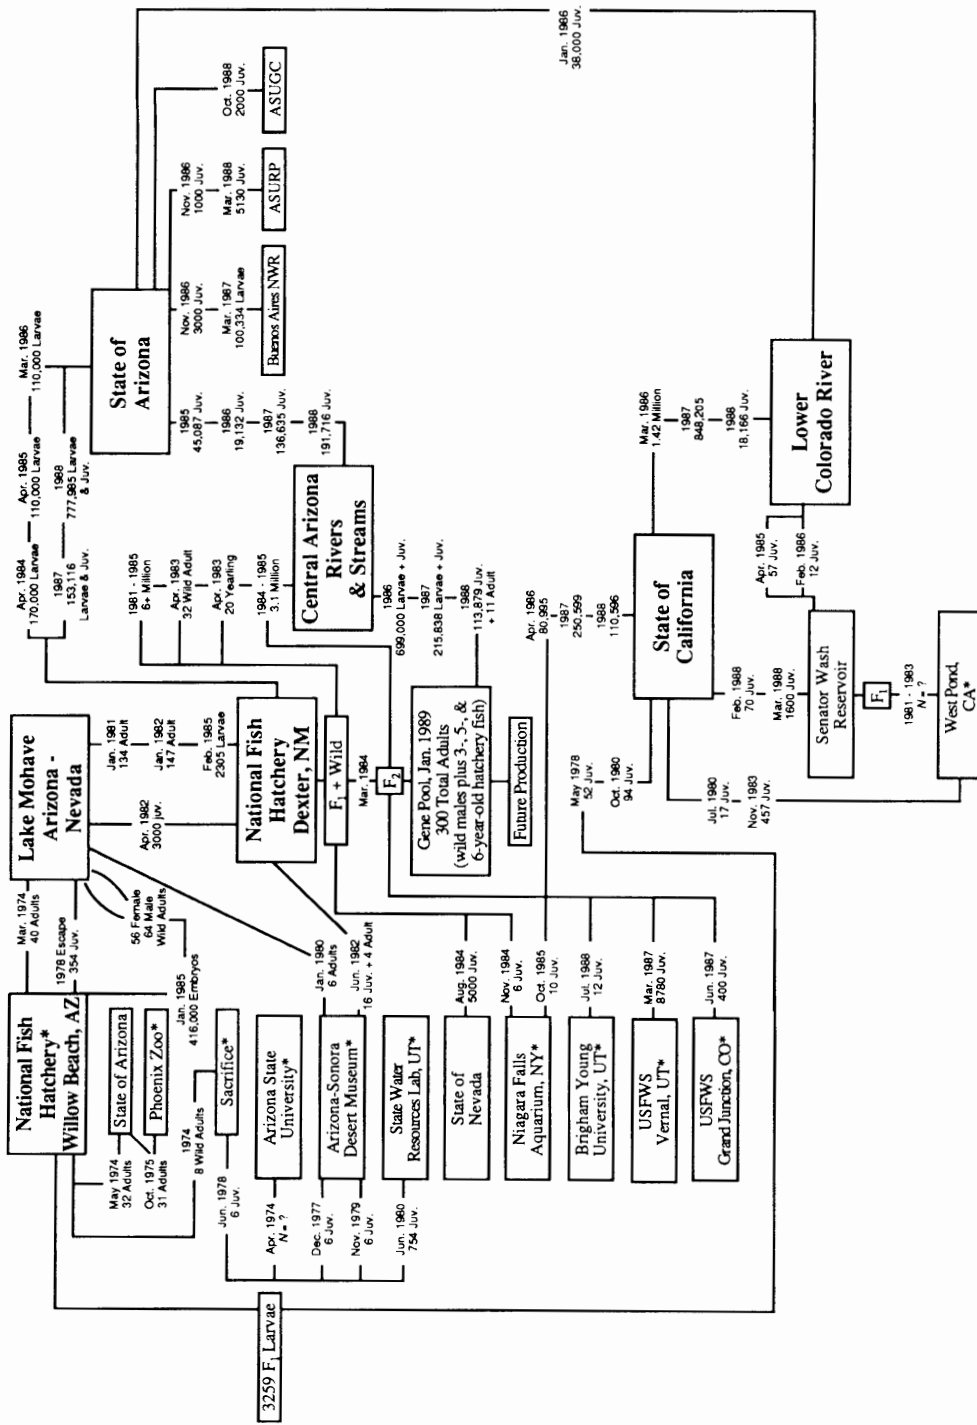 National Fish
Hatchery*
Willow Beach, AZ
Mar. 1974
40 Adults
1978 Escape
354 Juv.
Lake Mohave
Arizona -
Nevada
56 Female
64 Male
Wild Adults
Jan. 1985
416,000 Embryos
May 1974
32 Adults
State of Arizona
Oct. 1975
31 Adults
Phoenix Zoo*
1974
8 Wild Adults
3259 F1 Larvae
Jun. 1978
6 Juv.
Sacrifice*
Apr. 1974
N = ?
Arizona State
University*
Dec. 1977
6 Juv.
Nov. 1979
6 Juv.
Arizona-Sonora
Desert Museum*
Jan. 1980
6 Adults
Jun. 1982
16 Juv. + 4 Adult
Jun. 1980
754 Juv.
State Water
Resources Lab, UT*
State of
Nevada
Aug. 1984
5000 Juv.
Niagara Falls
Aquarium, NY*
Nov. 1984
6 Juv.
Oct. 1985
10 Juv.
Brigham Young
University, UT*
Jul. 1988
12 Juv.
USFWS
Vernal, UT*
Mar. 1987
8780 Juv.
USFWS
Grand Junction, CO*
Jun. 1987
400 Juv.
Apr. 1982
3000 juv.
Jan. 1981
134 Adult
Jan. 1982
147 Adult
Feb. 1985
2305 Larvae
National Fish
Hatchery
Dexter, NM
F1 + Wild
Mar. 1984
F2
Gene Pool, Jan. 1989
300 Total Adults
(wild males plus 3-, 5-, &
6-year-old hatchery fish)
Future Production
Apr. 1984
170,000 Larvae
Apr. 1985
110,000 Larvae
Mar. 1986
110,000 Larvae
1987
153,116
Larvae & Juv.
1988
777,985 Larvae
& Juv.
1981 - 1985
6+ Million
Apr. 1983
32 Wild Adult
Apr. 1983
20 Yearling
1984 - 1985
3.1 Million
Central Arizona
Rivers
& Streams
1986
699,000 Larvae + Juv.
1987
215,838 Larvae + Juv.
1988
113,879 Juv.
+ 11 Adult
State of
Arizona
1985
45,087 Juv.
1986
19,132 Juv.
1987
136,635 Juv.
1988
191,716 Juv.
Nov. 1986
3000 Juv.
Mar. 1987
100,334 Larvae
Buenos Aires NWR
Nov. 1986
1000 Juv.
Mar. 1988
5130 Juv.
ASURP
Oct. 1988
2000 Juv.
ASUGC
Jan. 1986
38,000 Juv.
May 1978
52 Juv.
Oct. 1980
94 Juv.
Apr. 1986
80,995
1987
250,599
1988
110,596
State of
California
Mar. 1986
1.42 Million
1987
848,205
1988
18,166 Juv.
Lower
Colorado River
Apr. 1985
57 Juv.
Feb. 1986
12 Juv.
Feb. 1988
70 Juv.
Mar. 1988
1600 Juv.
Senator Wash
Reservoir
F1
1981 - 1983
N = ?
Jul. 1980
17 Juv.
Nov. 1983
457 Juv.
West Pond,
CA*